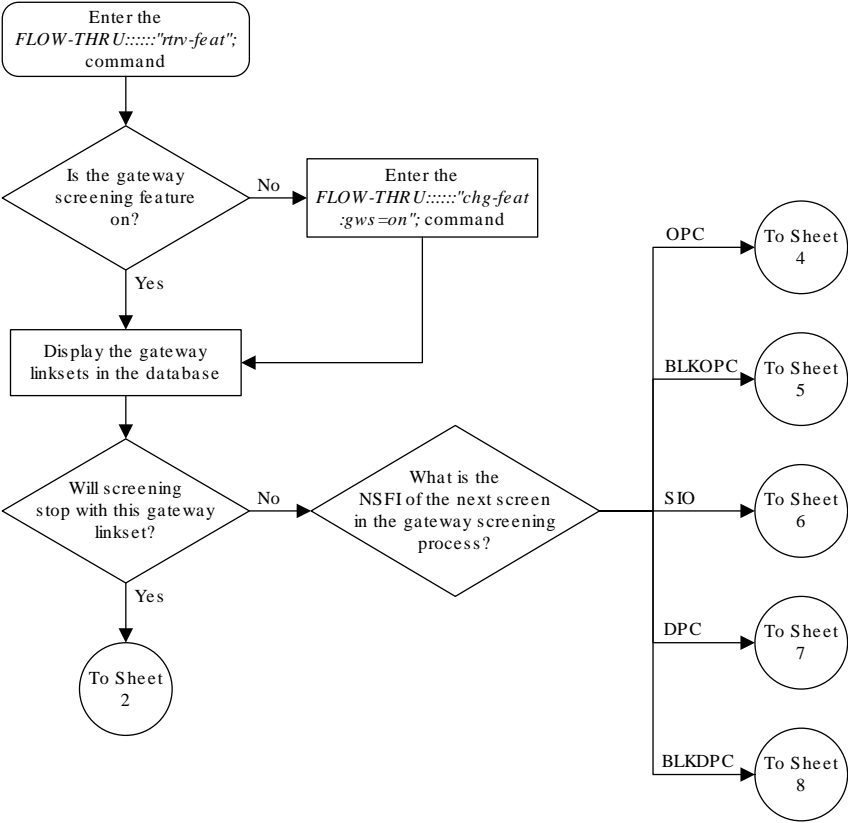 Enter the
FLOW-THRU::::::"rtrv-feat";
command
Is the gateway
screening feature
on?
No
Enter the
FLOW-THRU::::::"chg-feat
:gws=on"; command
Yes
Display the gateway
linksets in the database
Will screening
stop with this gateway
linkset?
No
What is the
NSFI of the next screen
in the gateway screening
process?
Yes
To Sheet
2
OPC
To Sheet
4
BLKOPC
To Sheet
5
SIO
To Sheet
6
DPC
To Sheet
7
BLKDPC
To Sheet
8